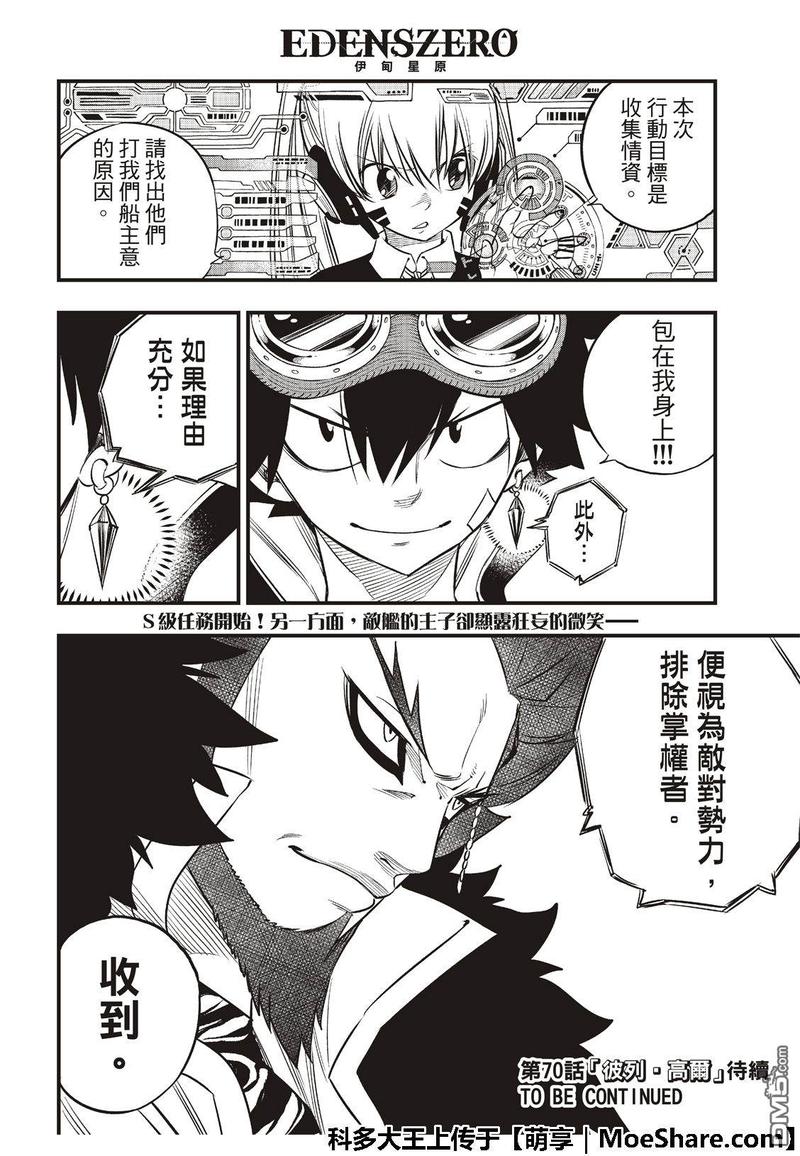 EDENSZERO
伊甸星原
本次
行動目標是
收集情資。
請找出他們
打我們船主意
的原因。
包在我身上!!!
此外…
如果理由
充分…
S級任務開始！另一方面，敵艦的主子卻顯露狂妄的微笑——
便視為敵對勢力，
排除掌權者。
收到。
第70話「彼列・高爾」待續
TO BE CONTINUED
科多大王上传于【萌享】|MoeShare.com】